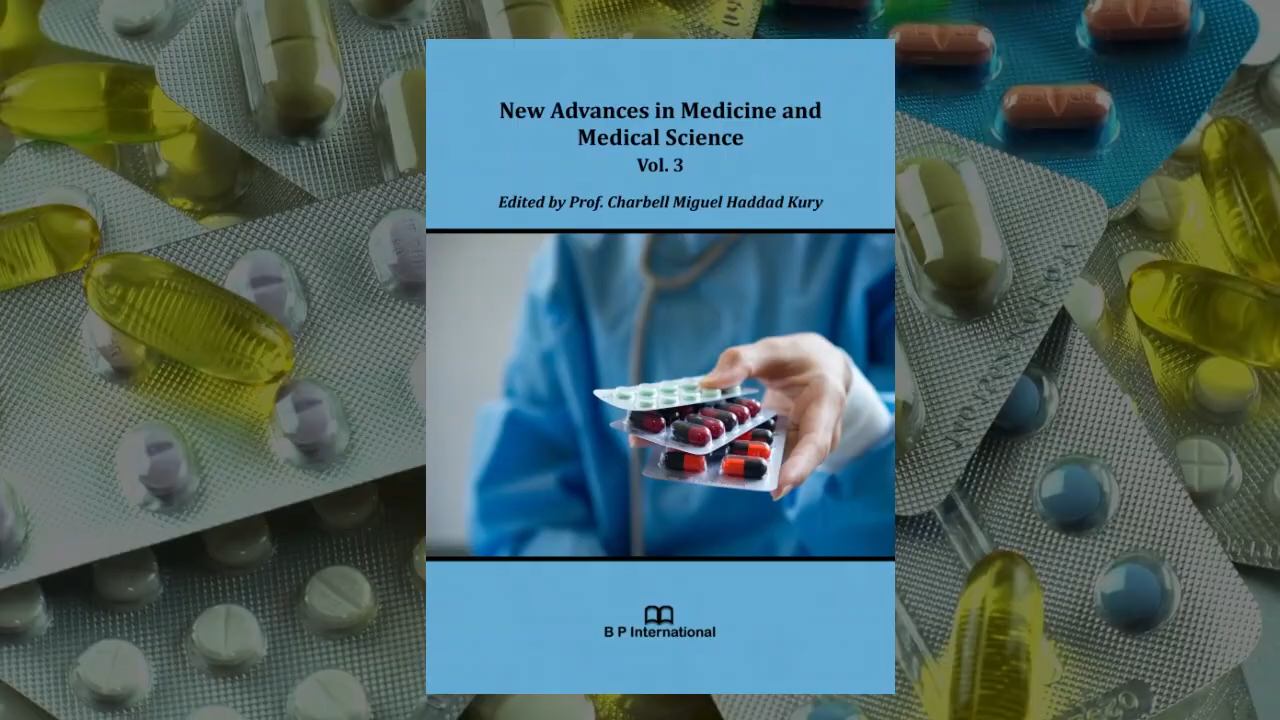 New Advances in Medicine and
Medical Science
Vol. 3
Edited by Prof. Charbell Miguel Haddad Kury
B P International